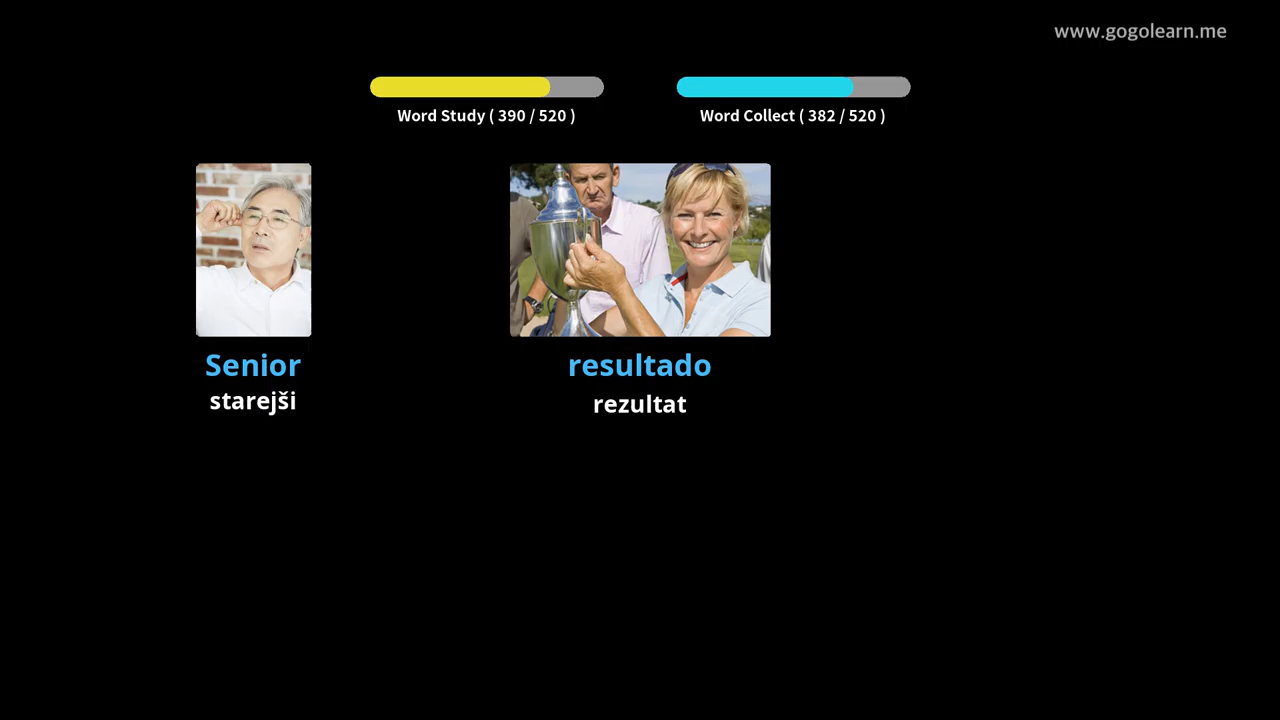 www.gogolearn.me
Word Study ( 390 / 520 )
Word Collect ( 382 / 520 )
Senior
starejši
resultado
rezultat